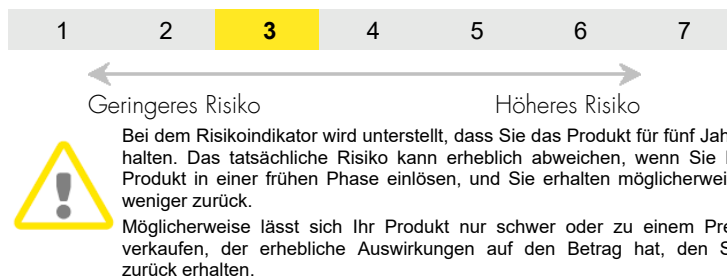 1 2 3 4 5 6 7
Geringeres Risiko Höheres Risiko
Bei dem Risikoindikator wird unterstellt, dass Sie das Produkt für fünf
halten. Das tatsächliche Risiko kann erheblich abweichen, wenn Sie
Produkt in einer frühen Phase einlösen, und Sie erhalten
weniger zurück.
Möglicherweise lässt sich Ihr Produkt nur schwer oder zu einem
verkaufen, der erhebliche Auswirkungen auf den Betrag hat, den
zurück erhalten.